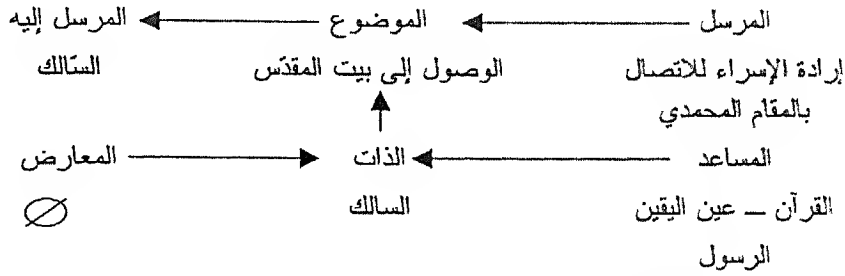 المرسل الموضوع المرسل إليه
إرادة الإسراء للاتصال الوصول إلى بيت المقدّس السّالك
بالمقام المحمدي
المساعد الذات المعارض
القرآن ــ عين اليقين السالك ∅
الرسول